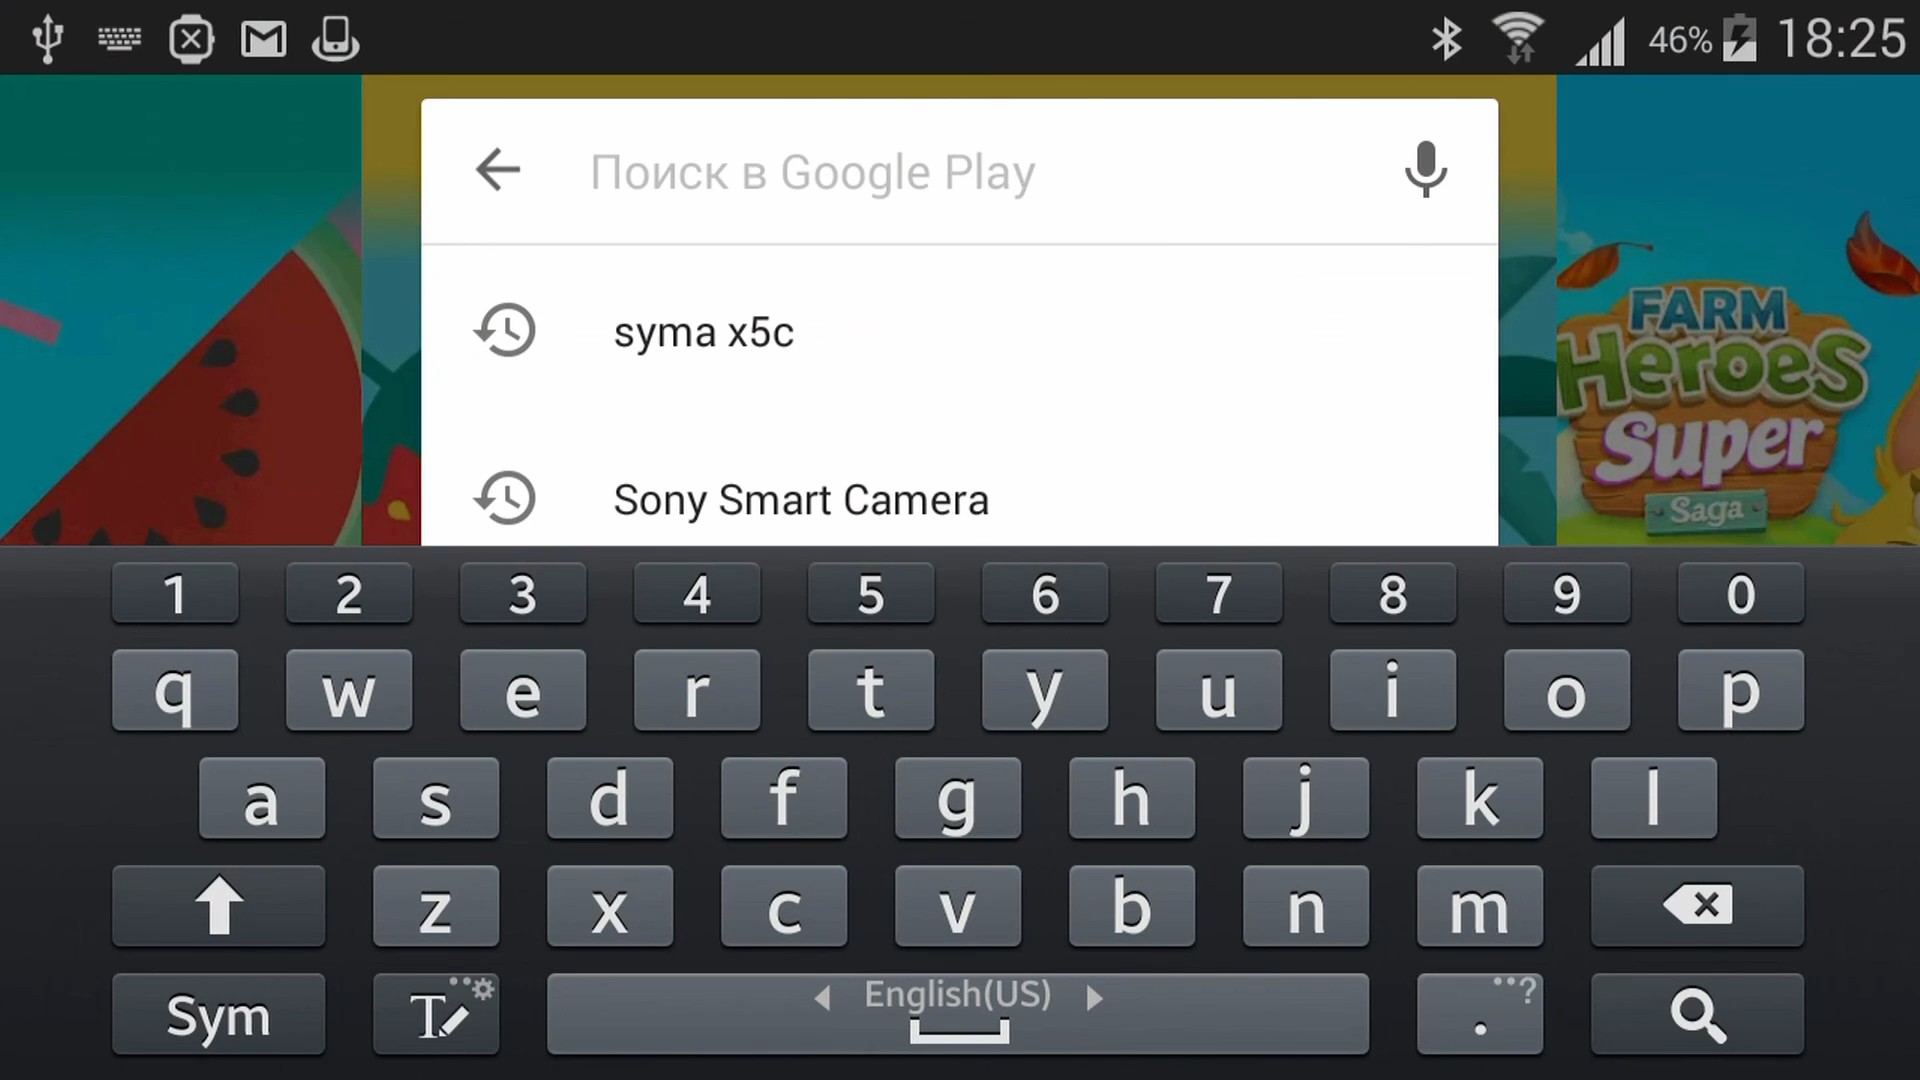 46% 18:25
Поиск в Google Play
syma x5c
Sony Smart Camera
FARM
Heroes
Super
Saga
1 2 3 4 5 6 7 8 9 0
q w e r t y u i o p
a s d f g h j k l
z x c v b n m
Sym T English(US) . ?